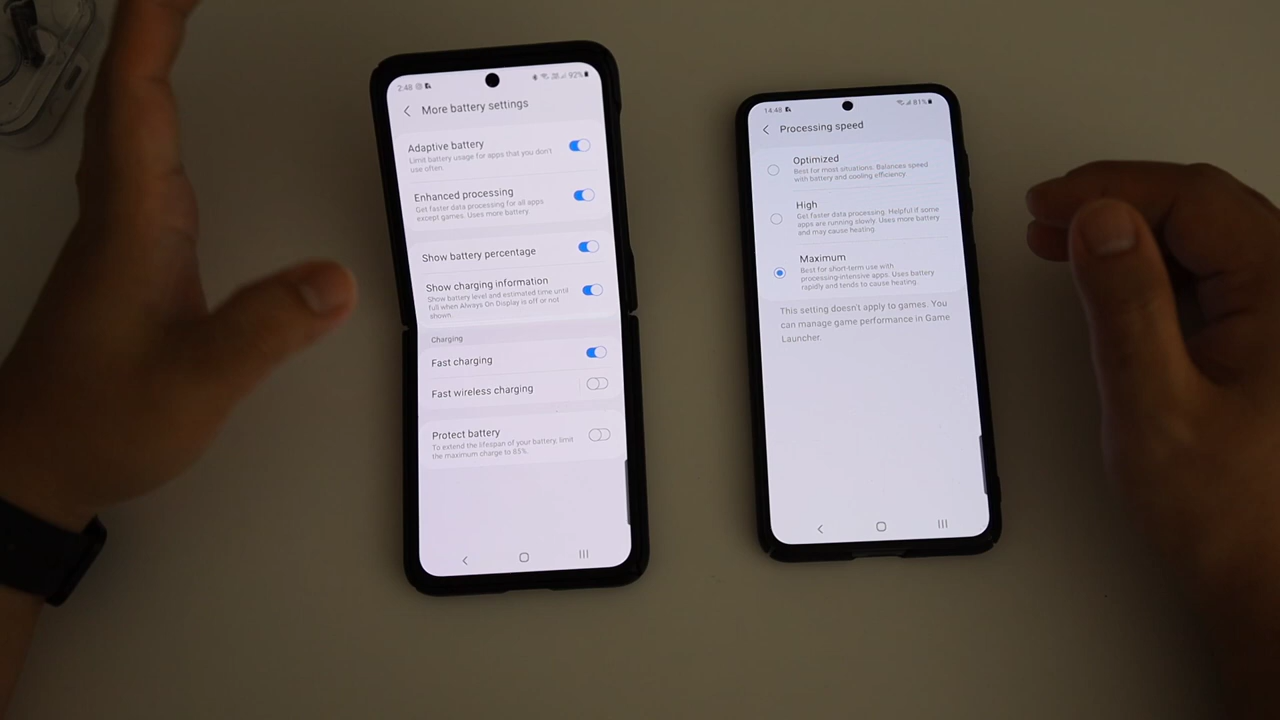 2:48
92%
More battery settings
Adaptive battery
Limit battery usage for apps that you don't
use often.
Enhanced processing
Get faster data processing for all apps
except games. Uses more battery.
Show battery percentage
Show charging information
Show battery level and estimated time until
full when Always On Display is off or not
shown.
Charging
Fast charging
Fast wireless charging
Protect battery
To extend the lifespan of your battery, limit
the maximum charge to 85%.
14:48
81%
Processing speed
Optimized
Best for most situations. Balances speed
with battery and cooling efficiency.
High
Get faster data processing. Helpful if some
apps are running slowly. Uses more battery
and may cause heating.
Maximum
Best for short-term use with
processing-intensive apps. Uses battery
rapidly and tends to cause heating.
This setting doesn't apply to games. You
can manage game performance in Game
Launcher.